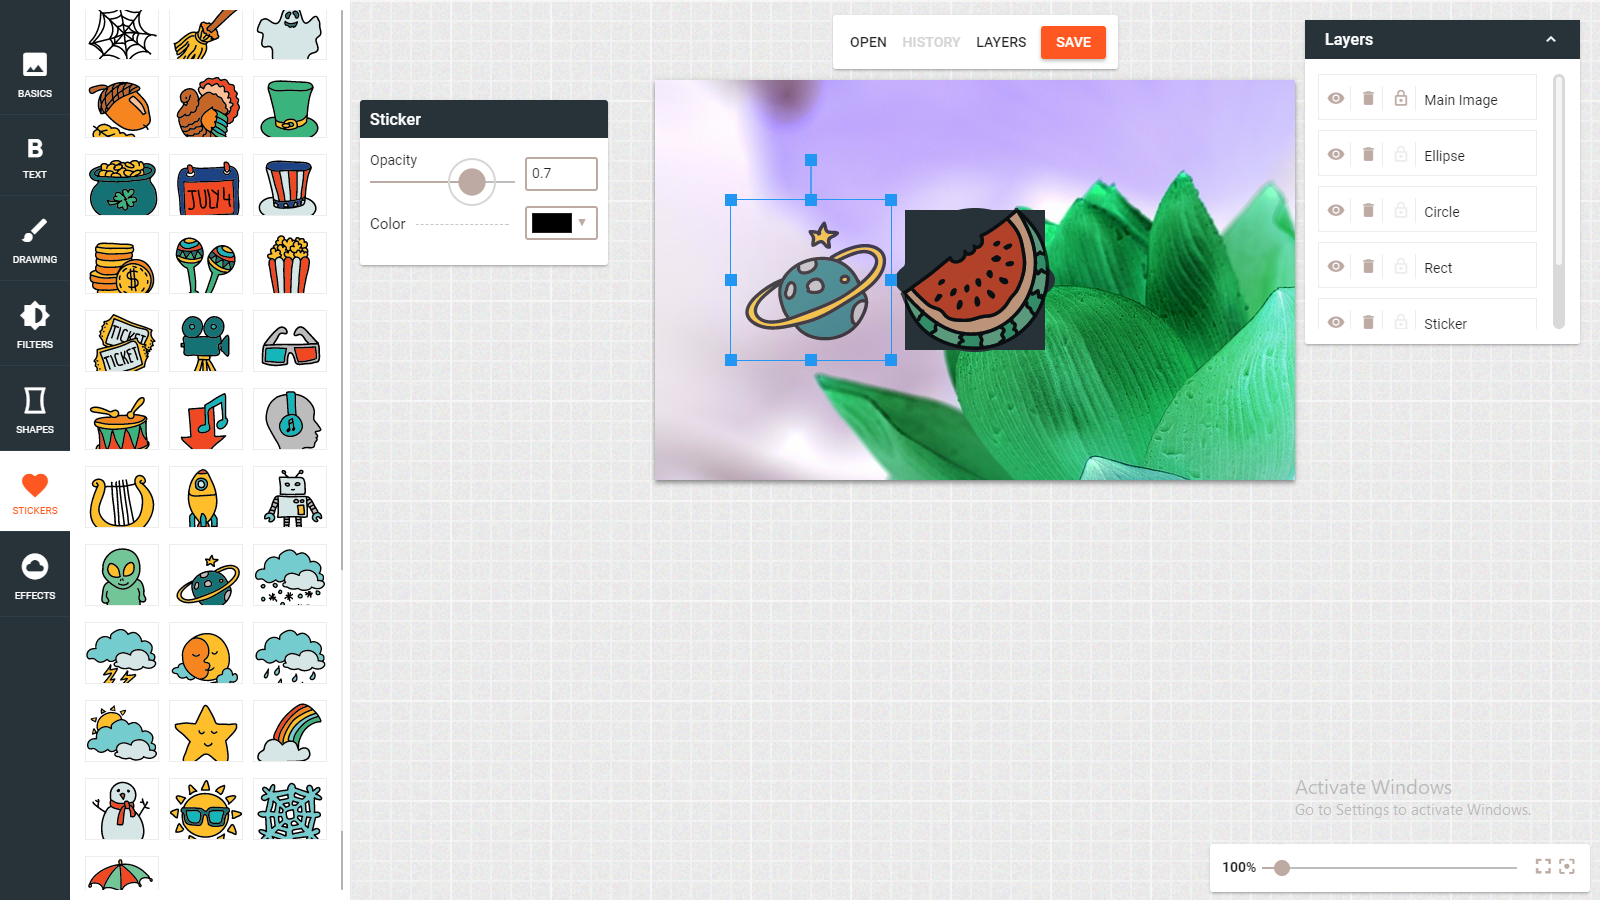 BASICS
TEXT
DRAWING
FILTERS
SHAPES
STICKERS
EFFECTS
JULY 4
TICKET
TICKET
Sticker
Opacity
0.7
Color
OPEN
HISTORY
LAYERS
SAVE
Layers
Main Image
Ellipse
Circle
Rect
Sticker
Activate Windows
Go to Settings to activate Windows.
100%